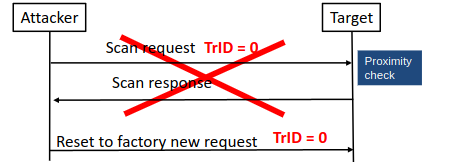 Attacker
Target
Scan request TrID = 0
Proximity
check
Scan response
Reset to factory new request TrID = 0